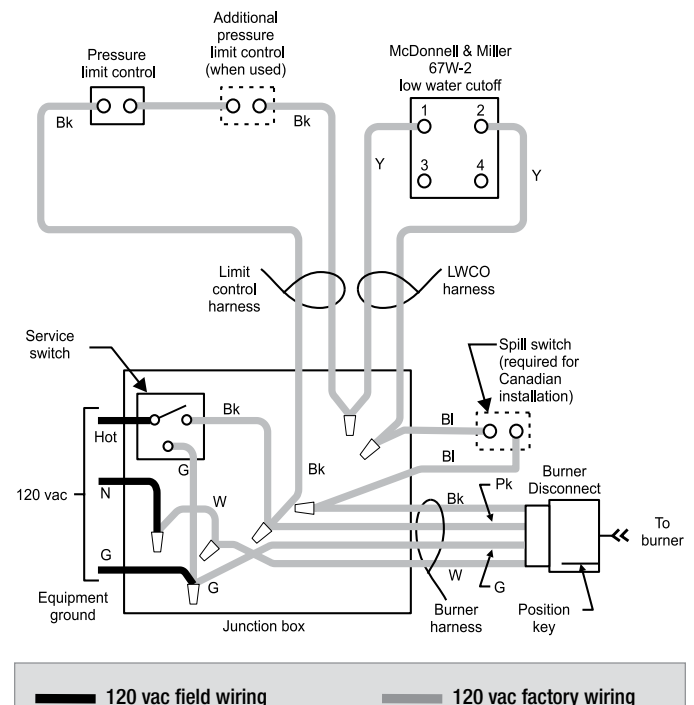 Additional
pressure
limit control
(when used)
Pressure
limit control
McDonnell & Miller
67W-2
low water cutoff
1
2
3
4
Bk
Bk
Y
Y
Limit
control
harness
LWCO
harness
Service
switch
Spill switch
(required for
Canadian
installation)
Bk
Hot
G
Bk
Bl
Bl
120 vac
N
W
Bk
Pk
Burner
Disconnect
To
burner
G
G
W
G
Equipment
ground
Junction box
Burner
harness
Position
key
120 vac field wiring
120 vac factory wiring